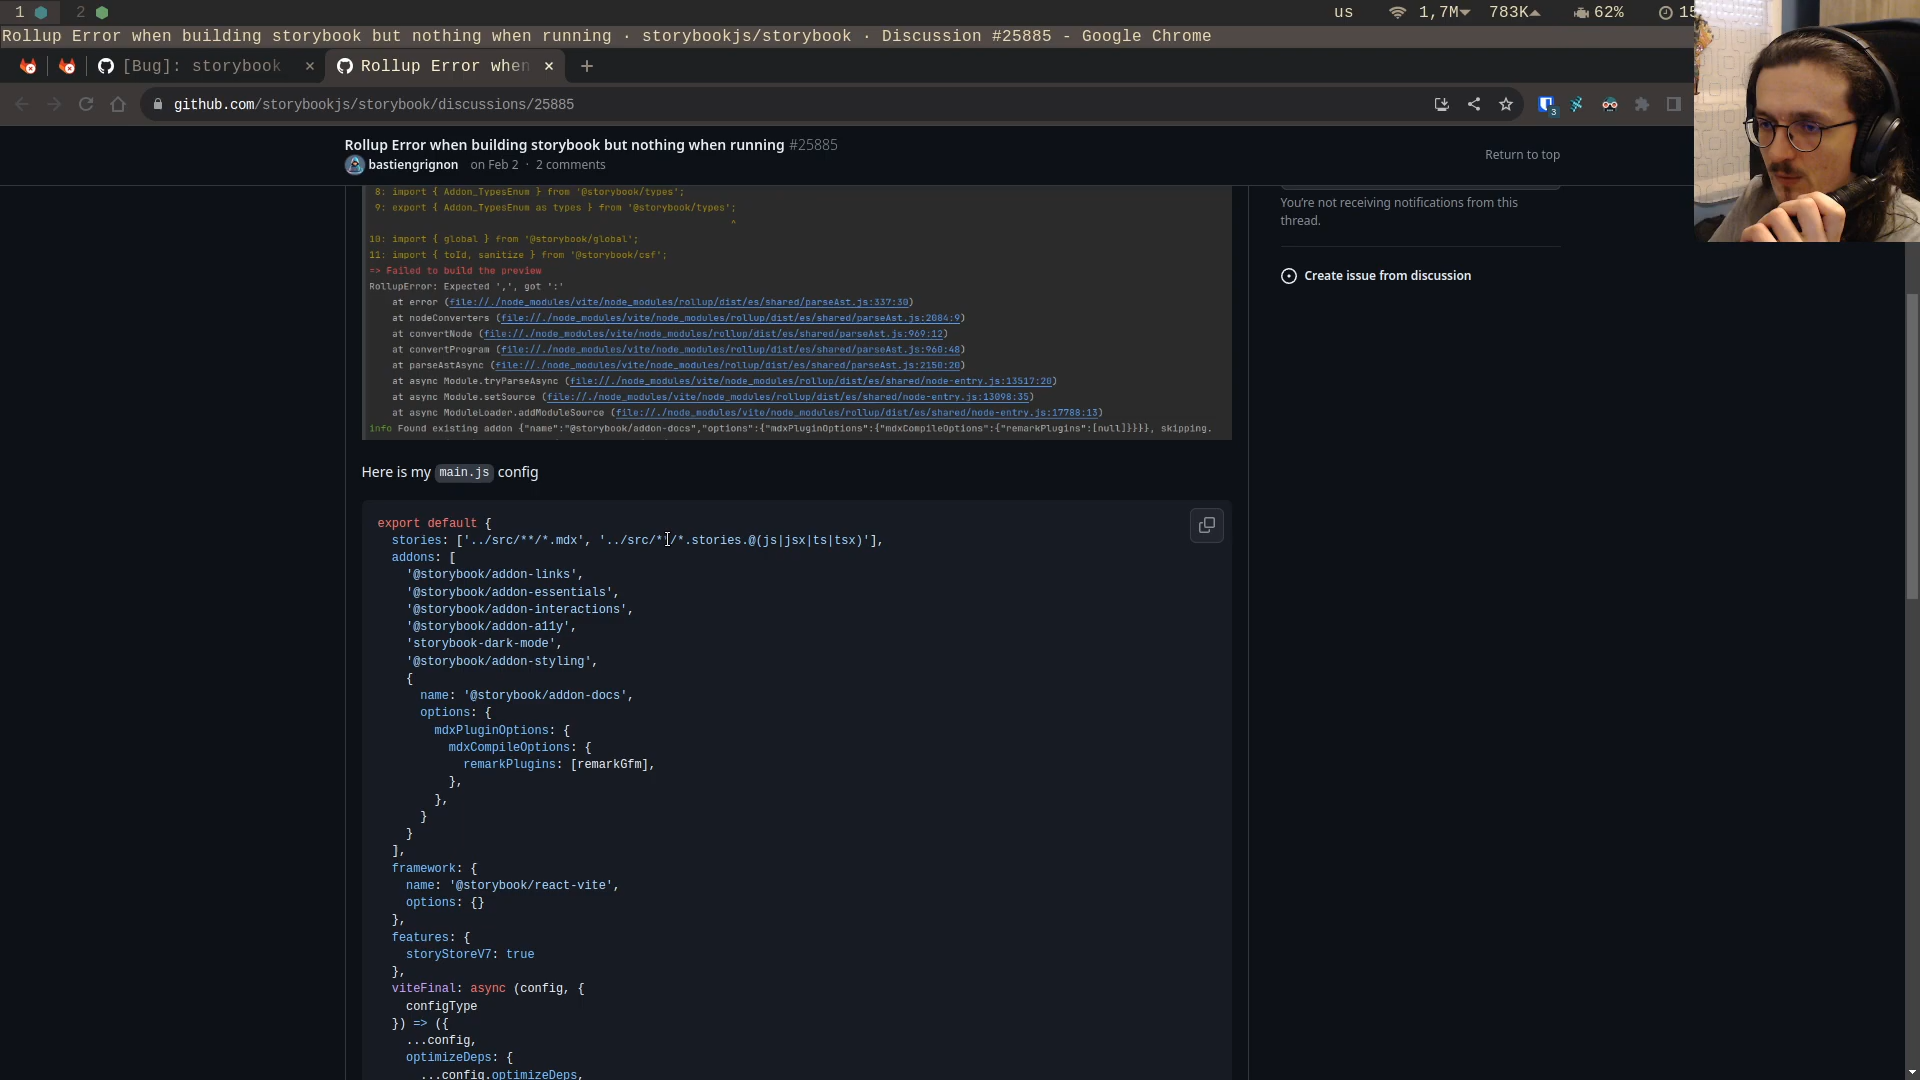 1 2 us 1,7M 783K 62% 15
Rollup Error when building storybook but nothing when running · storybookjs/storybook · Discussion #25885 - Google Chrome
[Bug]: storybook × Rollup Error when × +
github.com/storybookjs/storybook/discussions/25885 3
Rollup Error when building storybook but nothing when running #25885
bastiengrignon on Feb 2 · 2 comments
Return to top
8: import { Addon_TypesEnum } from '@storybook/types';
9: export { Addon_TypesEnum as types } from '@storybook/types';
^
10: import { global } from '@storybook/global';
11: import { toId, sanitize } from '@storybook/csf';
=> Failed to build the preview
RollupError: Expected ',', got ':'
at error (file://./node_modules/vite/node_modules/rollup/dist/es/shared/parseAst.js:337:30)
at nodeConverters (file://./node_modules/vite/node_modules/rollup/dist/es/shared/parseAst.js:2084:9)
at convertNode (file://./node_modules/vite/node_modules/rollup/dist/es/shared/parseAst.js:969:12)
at convertProgram (file://./node_modules/vite/node_modules/rollup/dist/es/shared/parseAst.js:960:48)
at parseAstAsync (file://./node_modules/vite/node_modules/rollup/dist/es/shared/parseAst.js:2150:20)
at async Module.tryParseAsync (file://./node_modules/vite/node_modules/rollup/dist/es/shared/node-entry.js:13517:20)
at async Module.setSource (file://./node_modules/vite/node_modules/rollup/dist/es/shared/node-entry.js:13098:35)
at async ModuleLoader.addModuleSource (file://./node_modules/vite/node_modules/rollup/dist/es/shared/node-entry.js:17788:13)
info Found existing addon {"name":"@storybook/addon-docs","options":{"mdxPluginOptions":{"mdxCompileOptions":{"remarkPlugins":[null]}}}}, skipping.
You're not receiving notifications from this
thread.
Create issue from discussion
Here is my main.js config
export default {
stories: ['../src/**/*.mdx', '../src/**/*.stories.@(js|jsx|ts|tsx)'],
addons: [
'@storybook/addon-links',
'@storybook/addon-essentials',
'@storybook/addon-interactions',
'@storybook/addon-a11y',
'storybook-dark-mode',
'@storybook/addon-styling',
{
name: '@storybook/addon-docs',
options: {
mdxPluginOptions: {
mdxCompileOptions: {
remarkPlugins: [remarkGfm],
},
},
}
}
],
framework: {
name: '@storybook/react-vite',
options: {}
},
features: {
storyStoreV7: true
},
viteFinal: async (config, {
configType
}) => ({
...config,
optimizeDeps: {
...config.optimizeDeps,